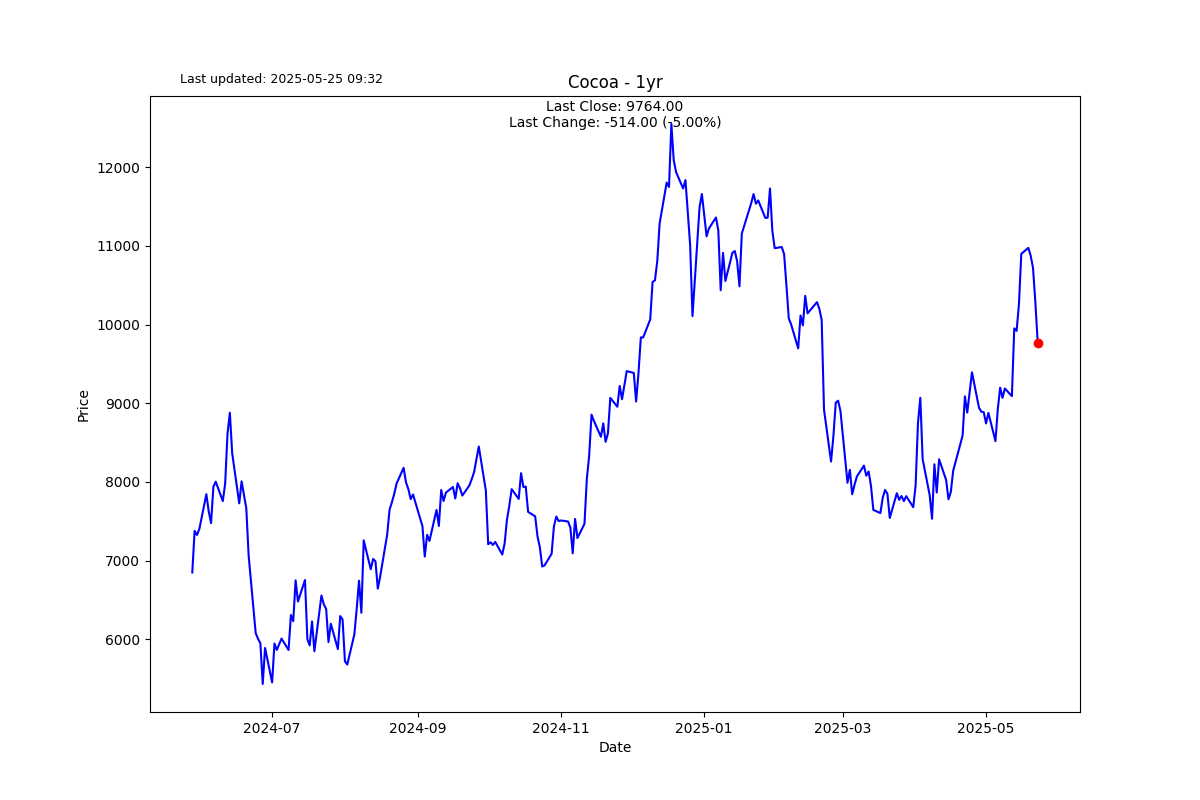 Last updated: 2025-05-25 09:32
Cocoa - 1yr
Last Close: 9764.00
Last Change: -514.00 (-5.00%)
12000
11000
10000
9000
8000
7000
6000
Price
2024-07 2024-09 2024-11 2025-01 2025-03 2025-05
Date